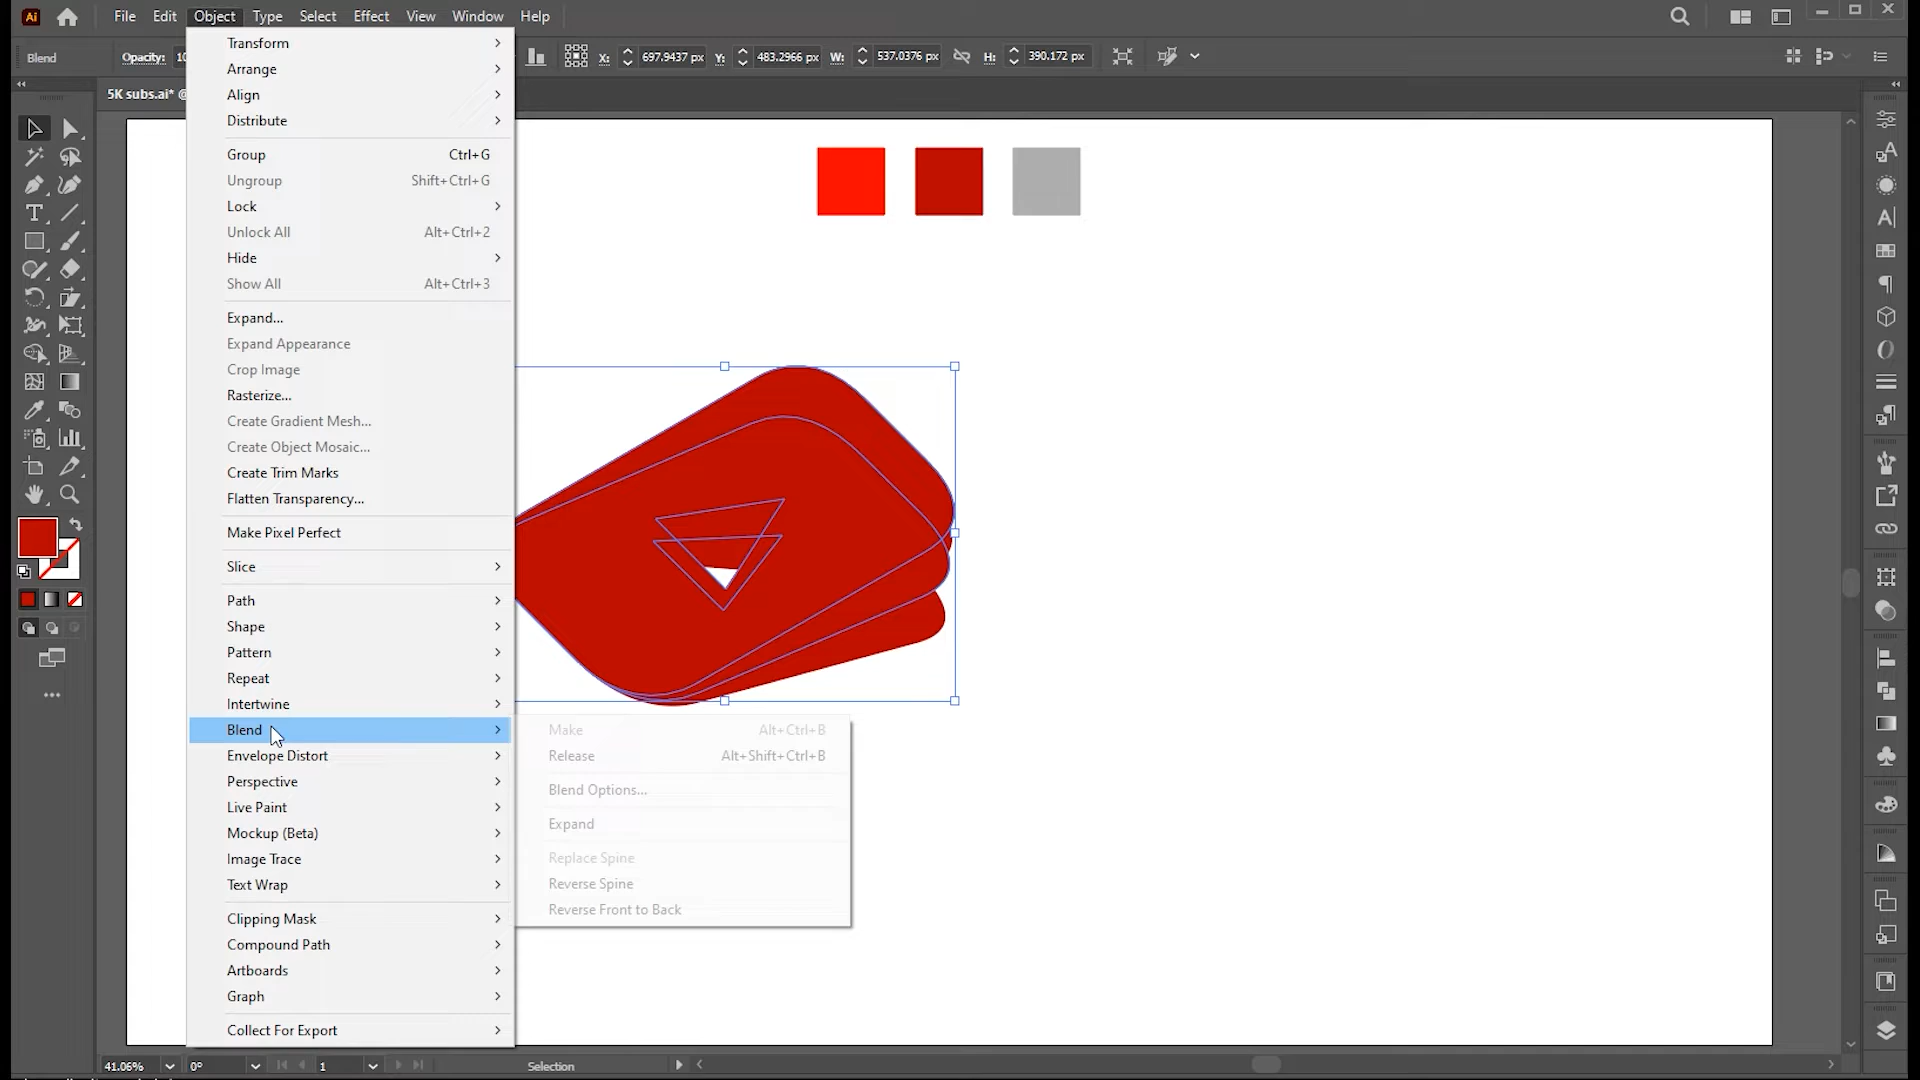 Ai File Edit Object Type Select Effect View Window Help
Blend Opacity: 10 X: 697.9437 px Y: 483.2966 px W: 537.0376 px H: 390.172 px
5K subs.ai* @
Transform
Arrange
Align
Distribute
Group Ctrl+G
Ungroup Shift+Ctrl+G
Lock
Unlock All Alt+Ctrl+2
Hide
Show All Alt+Ctrl+3
Expand...
Expand Appearance
Crop Image
Rasterize...
Create Gradient Mesh...
Create Object Mosaic...
Create Trim Marks
Flatten Transparency...
Make Pixel Perfect
Slice
Path
Shape
Pattern
Repeat
Intertwine
Blend
Make Alt+Ctrl+B
Release Alt+Shift+Ctrl+B
Blend Options...
Expand
Replace Spine
Reverse Spine
Reverse Front to Back
Envelope Distort
Perspective
Live Paint
Mockup (Beta)
Image Trace
Text Wrap
Clipping Mask
Compound Path
Artboards
Graph
Collect For Export
41.06% 0° 1 Selection